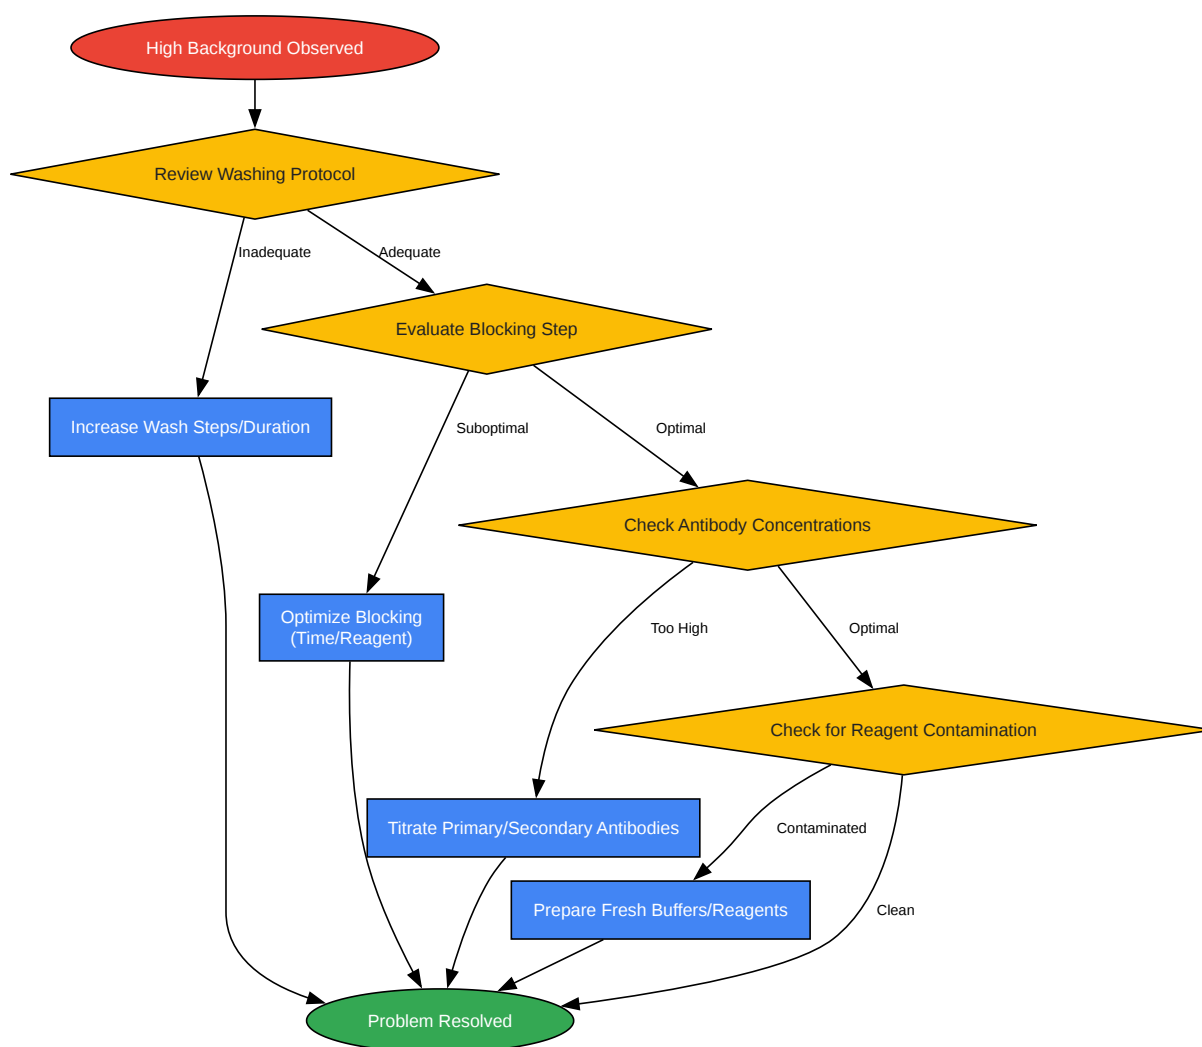 High Background Observed
Review Washing Protocol
Inadequate
Adequate
Evaluate Blocking Step
Increase Wash Steps/Duration
Suboptimal
Optimal
Check Antibody Concentrations
Optimize Blocking
(Time/Reagent)
Too High
Optimal
Check for Reagent Contamination
Titrate Primary/Secondary Antibodies
Contaminated
Prepare Fresh Buffers/Reagents
Clean
Problem Resolved